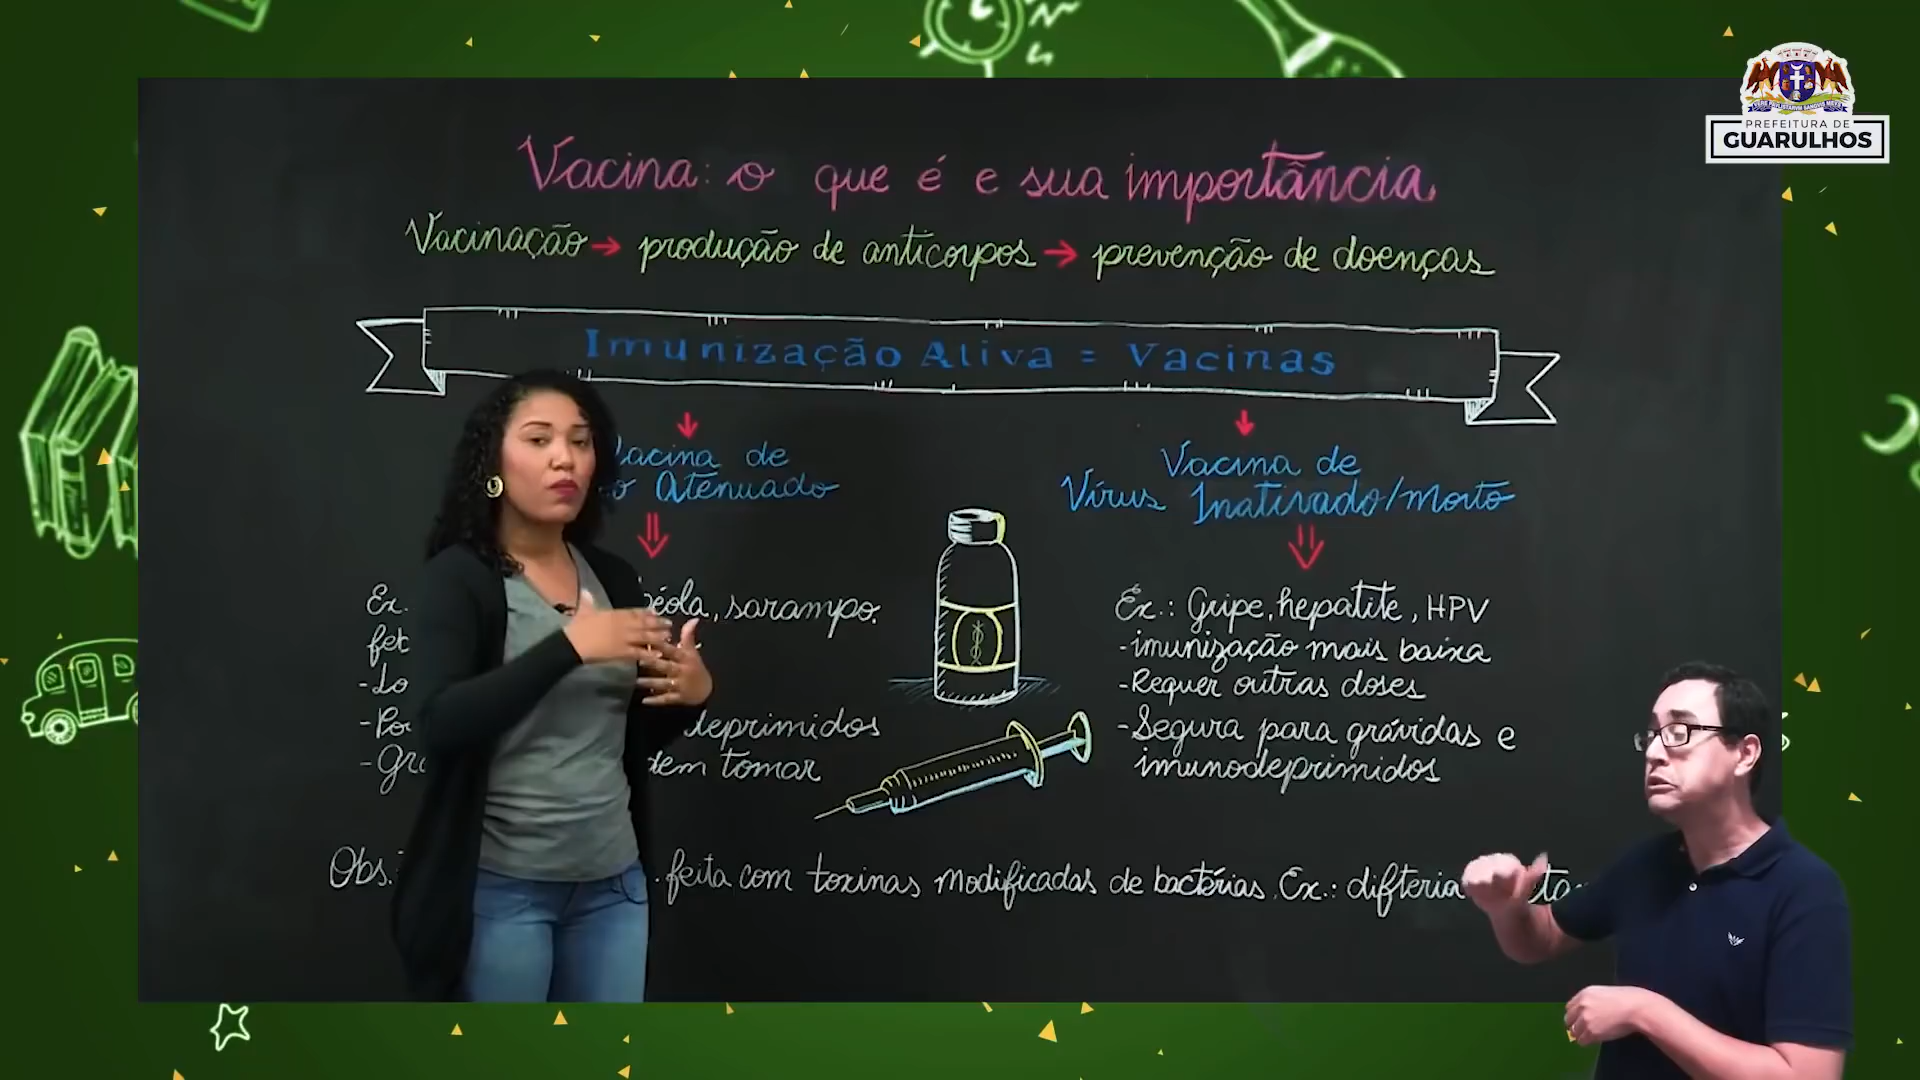 PREFEITURA DE
GUARULHOS
Vacina: o que é e sua importância
Vacinação → produção de anticorpos → prevenção de doenças
Imunização Ativa = Vacinas
Vacina de
Atenuado
Ex.
sarampo.
deprimidos
tomar
Vacina de
Vírus Inativado/Morto
Ex.: Gripe, hepatite, HPV
-imunização mais baixa
-Requer outras doses
-Segura para grávidas e
imunodeprimidos
Obs. feita com toxinas modificadas de bactérias. Ex.: difteria